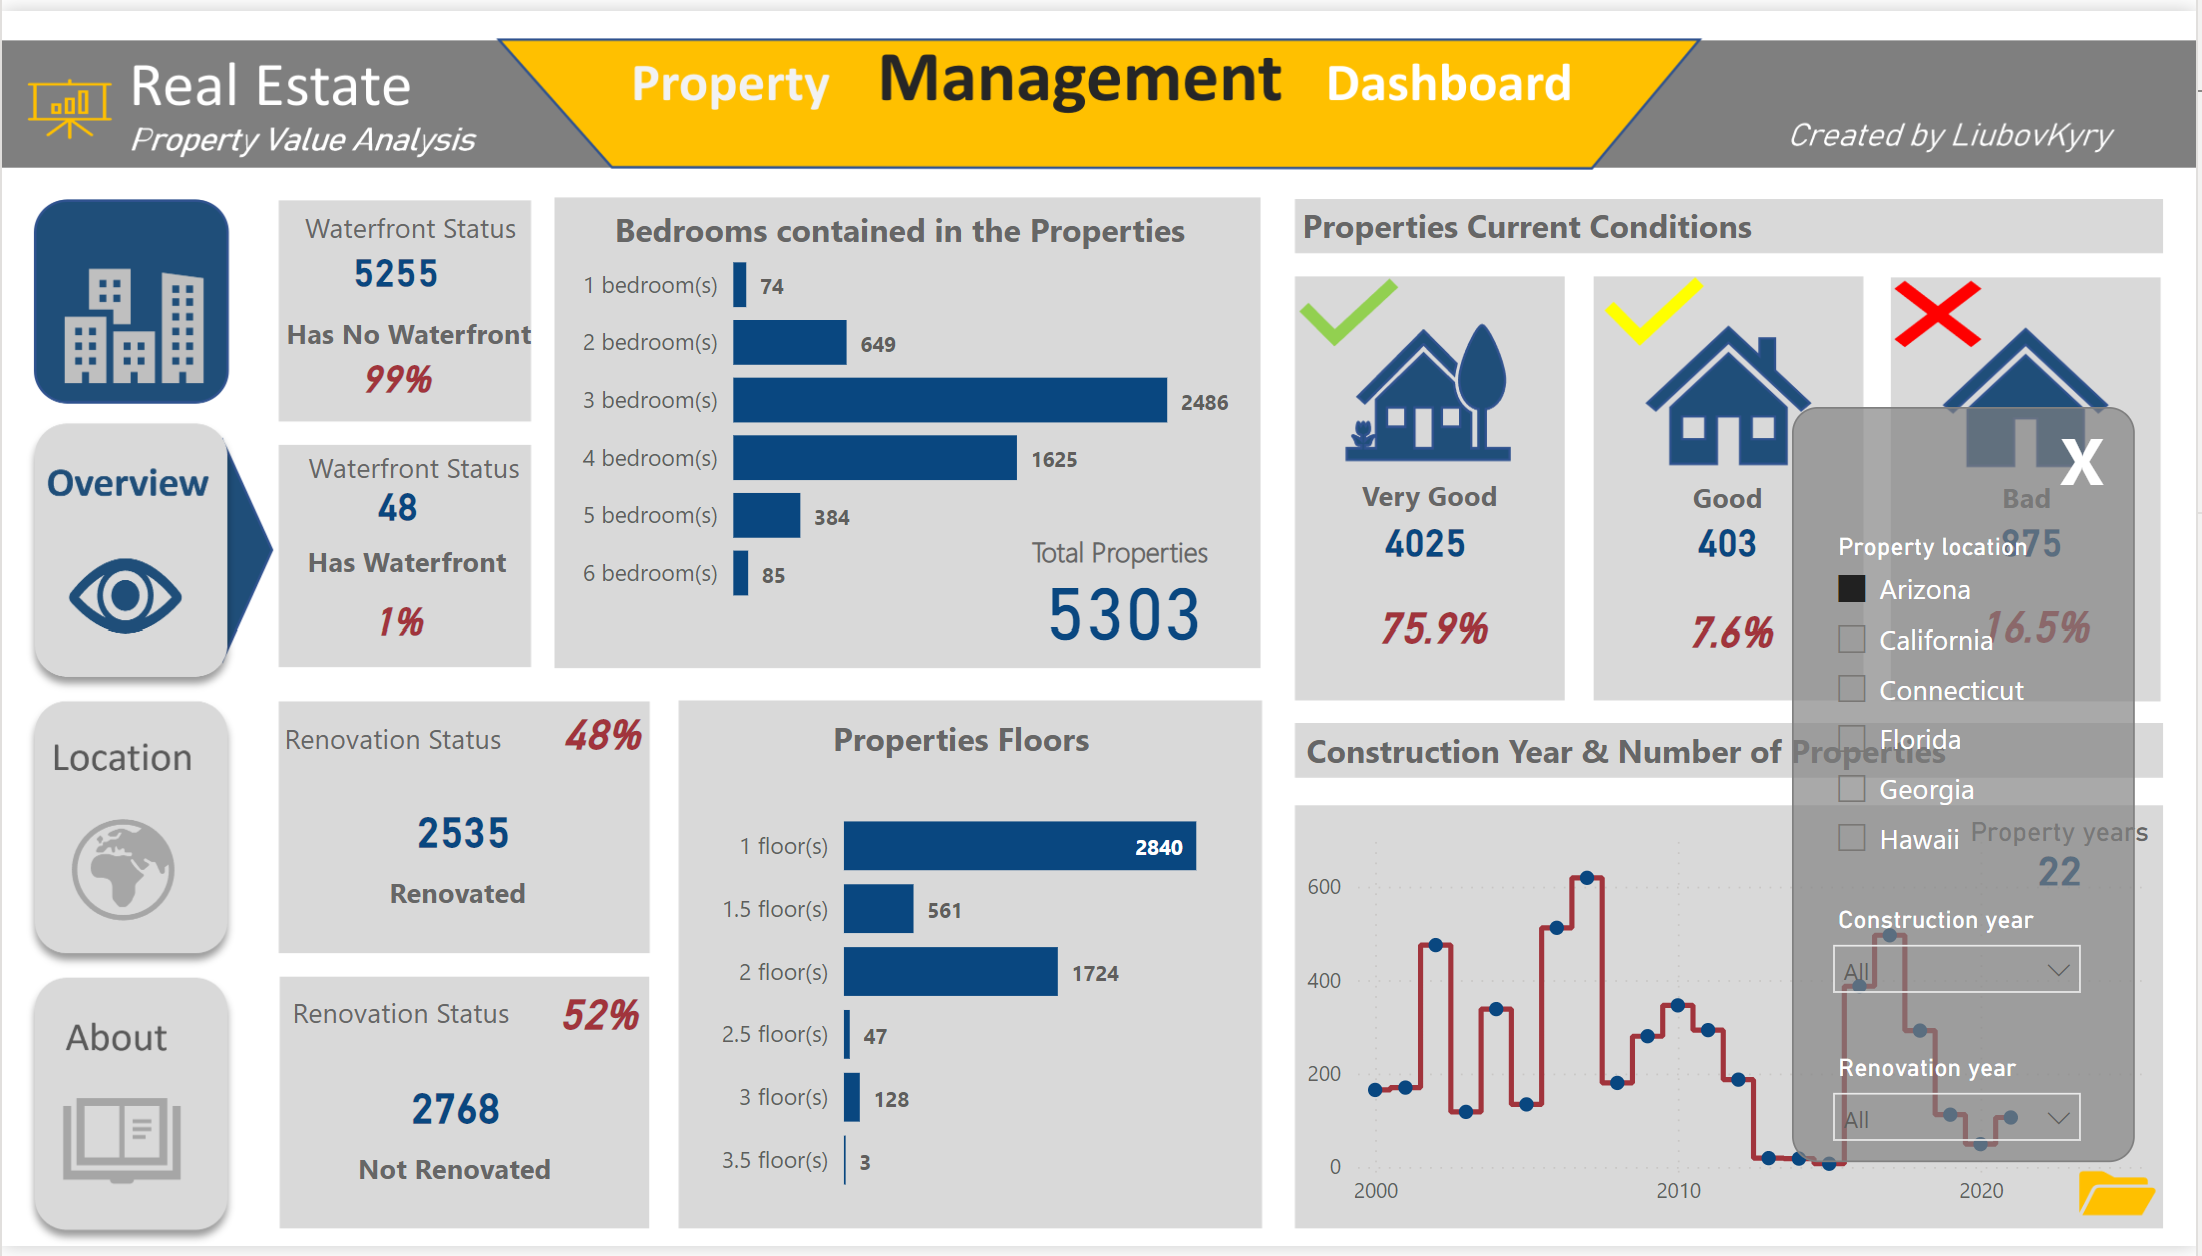 Real Estate
Property Value Analysis
Property Management Dashboard
Created by LiubovKyry
Overview
Location
About
Waterfront Status
5255
Has No Waterfront
99%
Waterfront Status
48
Has Waterfront
1%
Bedrooms contained in the Properties
1 bedroom(s) 74
2 bedroom(s) 649
3 bedroom(s) 2486
4 bedroom(s) 1625
5 bedroom(s) 384
6 bedroom(s) 85
Total Properties
5303
Properties Current Conditions
Very Good
4025
75.9%
Good
403
7.6%
Bad
875
16.5%
X
Property location
Arizona
California
Connecticut
Florida
Georgia
Hawaii
Construction year
All
Renovation year
All
Renovation Status 48%
2535
Renovated
Renovation Status 52%
2768
Not Renovated
Properties Floors
1 floor(s) 2840
1.5 floor(s) 561
2 floor(s) 1724
2.5 floor(s) 47
3 floor(s) 128
3.5 floor(s) 3
Construction Year & Number of Properties
Property years
22
600
400
200
0
2000 2010 2020